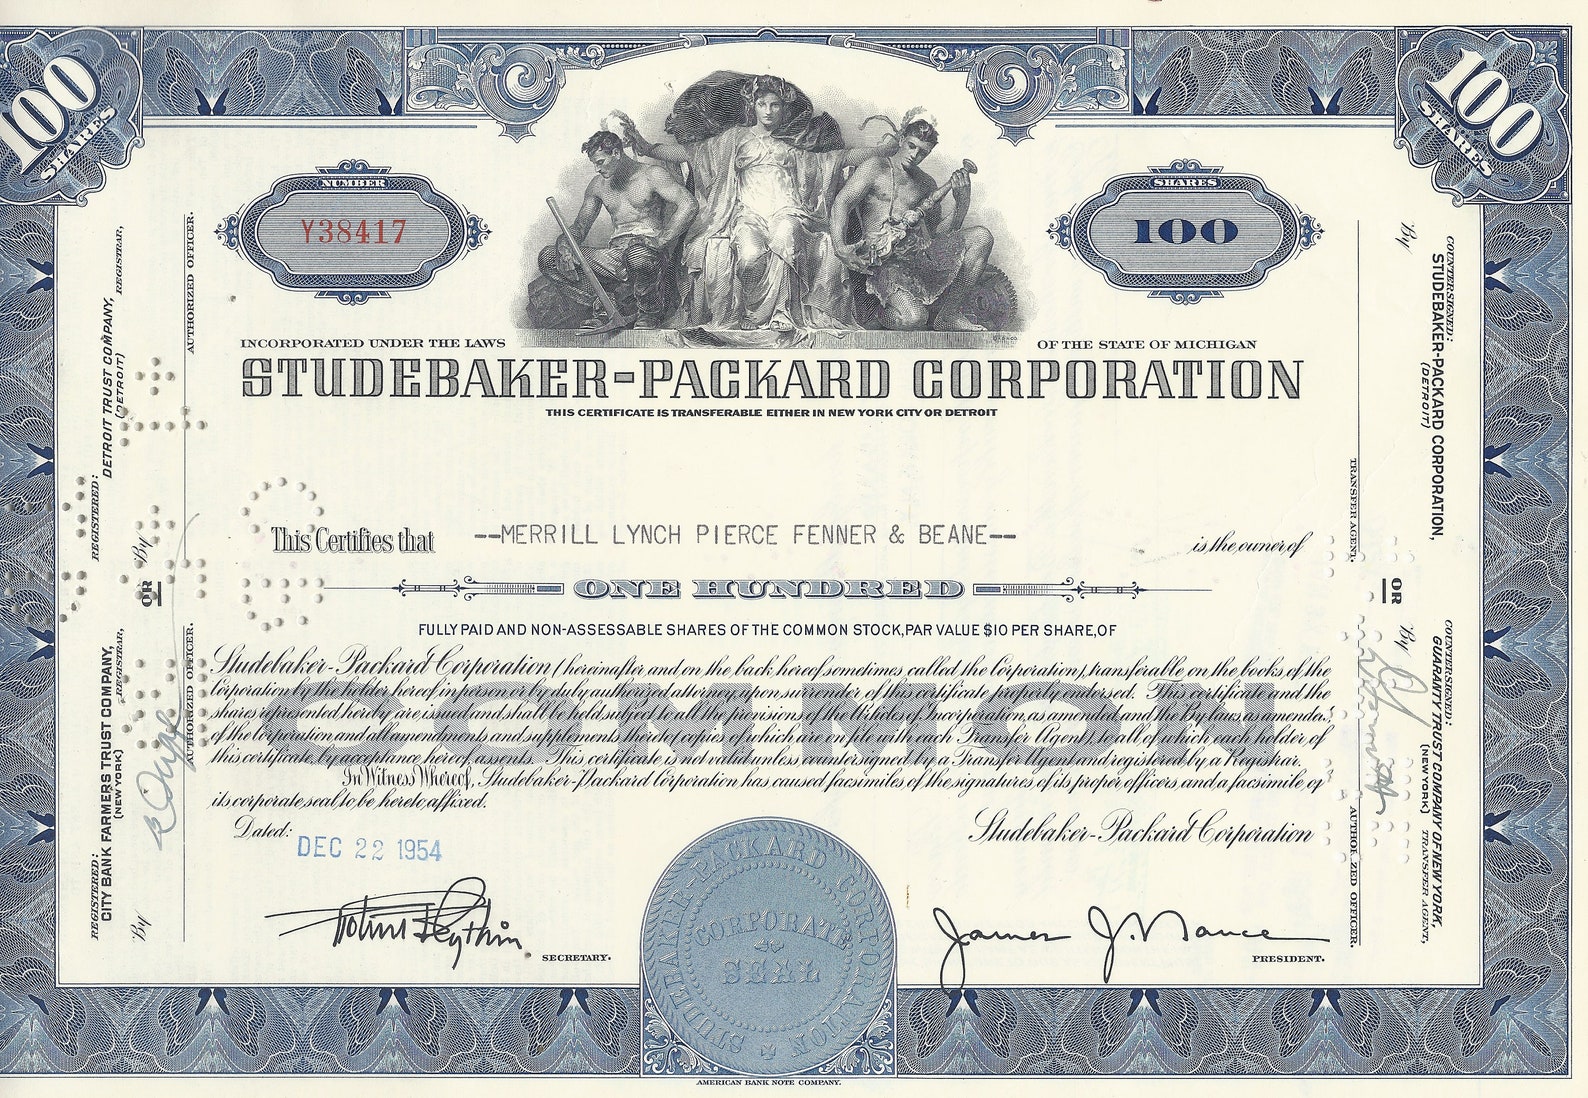 100
SHARES
100
SHARES
NUMBER
Y38417
SHARES
100
INCORPORATED UNDER THE LAWS
OF THE STATE OF MICHIGAN
STUDEBAKER-PACKARD CORPORATION
THIS CERTIFICATE IS TRANSFERABLE EITHER IN NEW YORK CITY OR DETROIT
This Certifies that
--MERRILL LYNCH PIERCE FENNER & BEANE--
is the owner of
ONE HUNDRED
FULLY PAID AND NON-ASSESSABLE SHARES OF THE COMMON STOCK, PAR VALUE $10 PER SHARE, OF
Studebaker-Packard Corporation (hereinafter and on the back hereof sometimes called the Corporation), transferable on the books of the
Corporation by the holder hereof in person or by duly authorized attorney, upon surrender of this certificate properly endorsed. This certificate and the
shares represented hereby are issued and shall be held subject to all the provisions of the Articles of Incorporation, as amended, and the By-laws, as amended,
of the Corporation and all amendments and supplements thereto (copies of which are on file with each Transfer Agent), to all of which each holder of
this certificate, by acceptance hereof, assents. This certificate is not valid unless countersigned by a Transfer Agent and registered by a Registrar.
In Witness Whereof, Studebaker-Packard Corporation has caused facsimiles of the signatures of its proper officers, and a facsimile of
its corporate seal to be hereto affixed.
COMMON
Dated:
DEC 22 1954
Studebaker-Packard Corporation
SECRETARY.
James J. Nance
PRESIDENT.
STUDEBAKER-PACKARD CORPORATION
CORPORATE
SEAL
AMERICAN BANK NOTE COMPANY.
REGISTERED:
DETROIT TRUST COMPANY,
(DETROIT)
REGISTRAR,
By
AUTHORIZED OFFICER.
OR
REGISTERED:
CITY BANK FARMERS TRUST COMPANY,
(NEW YORK)
REGISTRAR,
By
AUTHORIZED OFFICER.
COUNTERSIGNED:
STUDEBAKER-PACKARD CORPORATION,
(DETROIT)
By
TRANSFER AGENT.
OR
COUNTERSIGNED:
GUARANTY TRUST COMPANY OF NEW YORK,
(NEW YORK)
TRANSFER AGENT,
By
AUTHORIZED OFFICER.